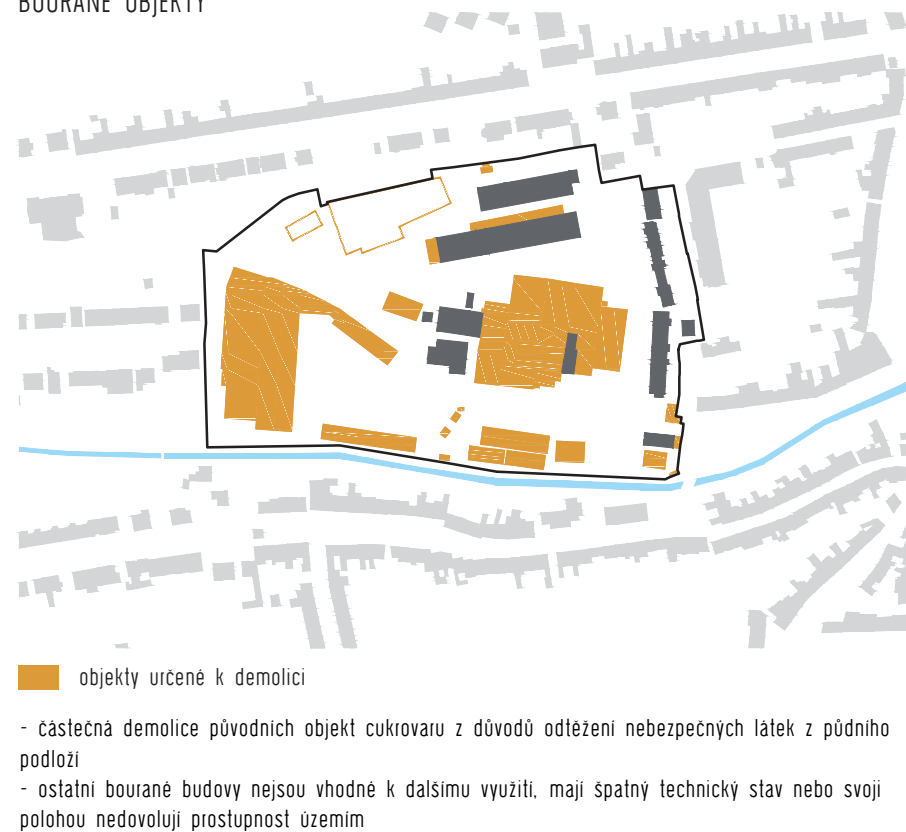 BOURANÉ OBJEKTY
objekty určené k demolici
- částečná demolice původních objekt cukrovaru z důvodů odtěžení nebezpečných látek z půdního
podloží
- ostatní bourané budovy nejsou vhodné k dalšímu využití, mají špatný technický stav nebo svoji
polohou nedovolují prostupnost územím